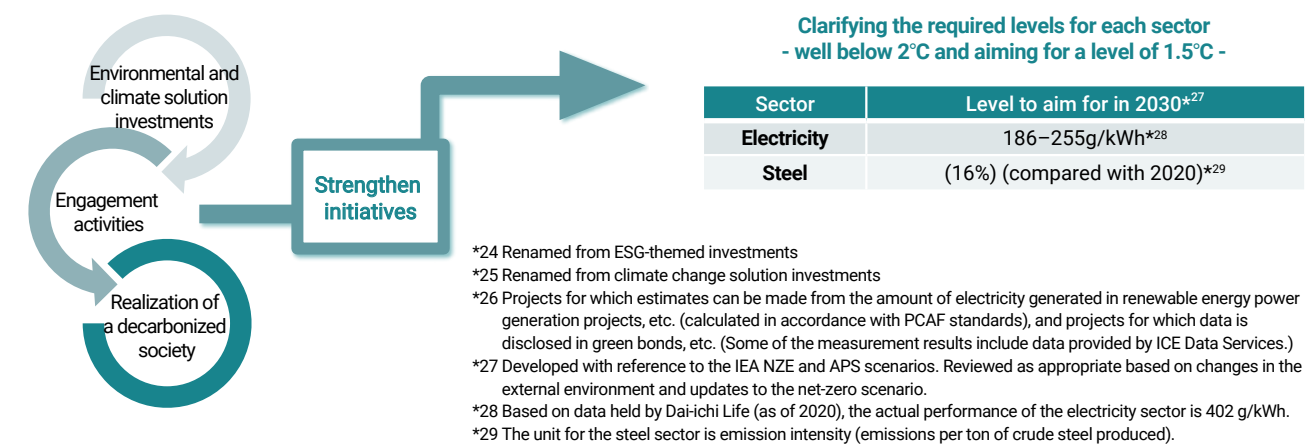 Environmental and
climate solution
investments
Engagement
activities
Realization of
a decarbonized
society
Strengthen
initiatives
Clarifying the required levels for each sector
- well below 2°C and aiming for a level of 1.5°C -
Sector Level to aim for in 2030*27
Electricity 186–255g/kWh*28
Steel (16%) (compared with 2020)*29
*24 Renamed from ESG-themed investments
*25 Renamed from climate change solution investments
*26 Projects for which estimates can be made from the amount of electricity generated in renewable energy power
generation projects, etc. (calculated in accordance with PCAF standards), and projects for which data is
disclosed in green bonds, etc. (Some of the measurement results include data provided by ICE Data Services.)
*27 Developed with reference to the IEA NZE and APS scenarios. Reviewed as appropriate based on changes in the
external environment and updates to the net-zero scenario.
*28 Based on data held by Dai-ichi Life (as of 2020), the actual performance of the electricity sector is 402 g/kWh.
*29 The unit for the steel sector is emission intensity (emissions per ton of crude steel produced).